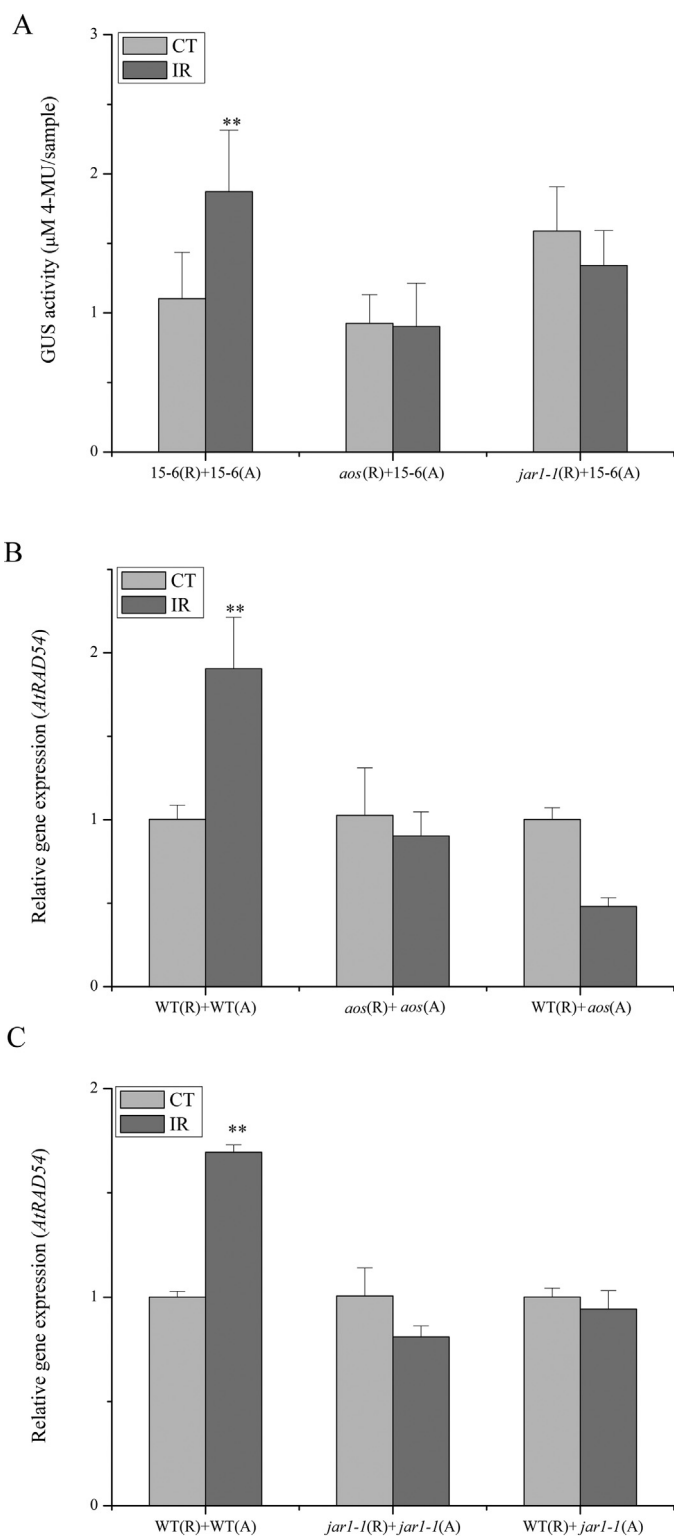 A
CT
IR
GUS activity (μM 4-MU/sample)
3
2
1
0
**
15-6(R)+15-6(A)
aos(R)+15-6(A)
jar1-1(R)+15-6(A)
B
CT
IR
Relative gene expression (AtRAD54)
2
1
0
**
WT(R)+WT(A)
aos(R)+ aos(A)
WT(R)+aos(A)
C
CT
IR
Relative gene expression (AtRAD54)
2
1
0
**
WT(R)+WT(A)
jar1-1(R)+jar1-1(A)
WT(R)+jar1-1(A)